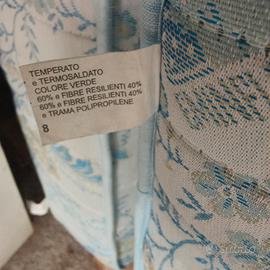 TEMPERATO
e TERMOSALDATO
COLORE VERDE
60% e FIBRE RESILIENTI 40%
60% e FIBRE RESILIENTI 40%
e TRAMA POLIPROPILENE
8